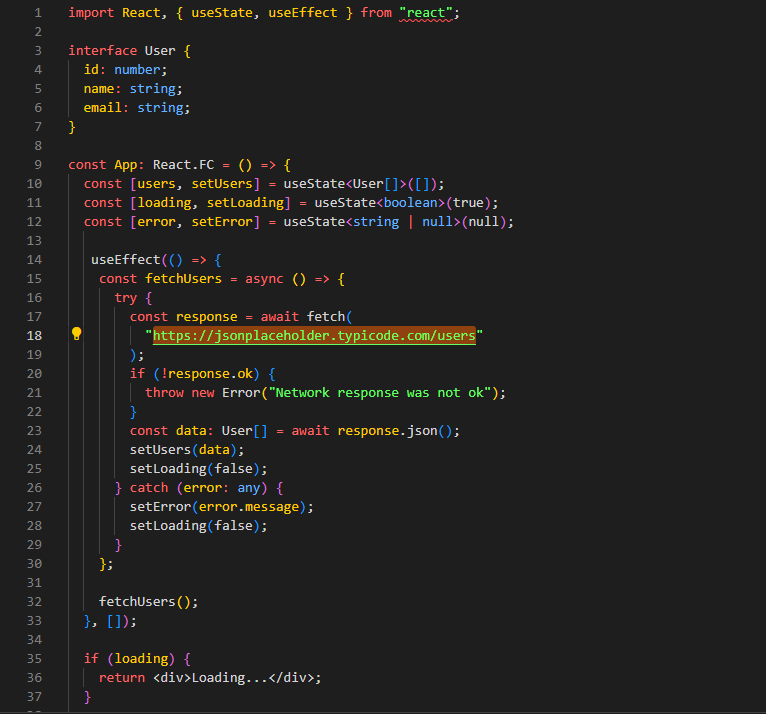 1 import React, { useState, useEffect } from "react";
2
3 interface User {
4   id: number;
5   name: string;
6   email: string;
7 }
8
9 const App: React.FC = () => {
10   const [users, setUsers] = useState<User[]>([]);
11   const [loading, setLoading] = useState<boolean>(true);
12   const [error, setError] = useState<string | null>(null);
13
14    useEffect(() => {
15     const fetchUsers = async () => {
16       try {
17         const response = await fetch(
18           "https://jsonplaceholder.typicode.com/users"
19         );
20         if (!response.ok) {
21           throw new Error("Network response was not ok");
22         }
23         const data: User[] = await response.json();
24         setUsers(data);
25         setLoading(false);
26       } catch (error: any) {
27         setError(error.message);
28         setLoading(false);
29       }
30     };
31
32     fetchUsers();
33   }, []);
34
35   if (loading) {
36     return <div>Loading...</div>;
37   }